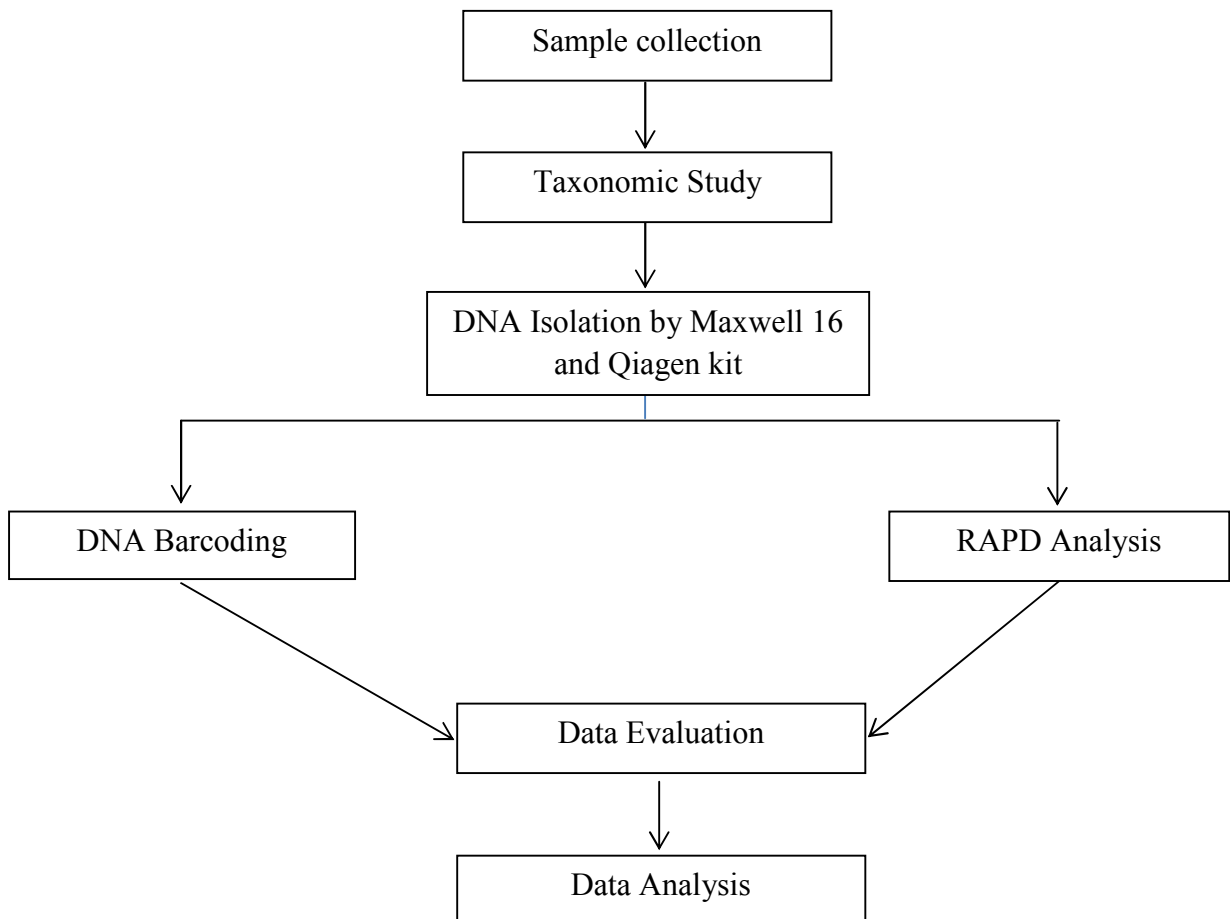 Sample collection
Taxonomic Study
DNA Isolation by Maxwell 16
and Qiagen kit
DNA Barcoding
RAPD Analysis
Data Evaluation
Data Analysis